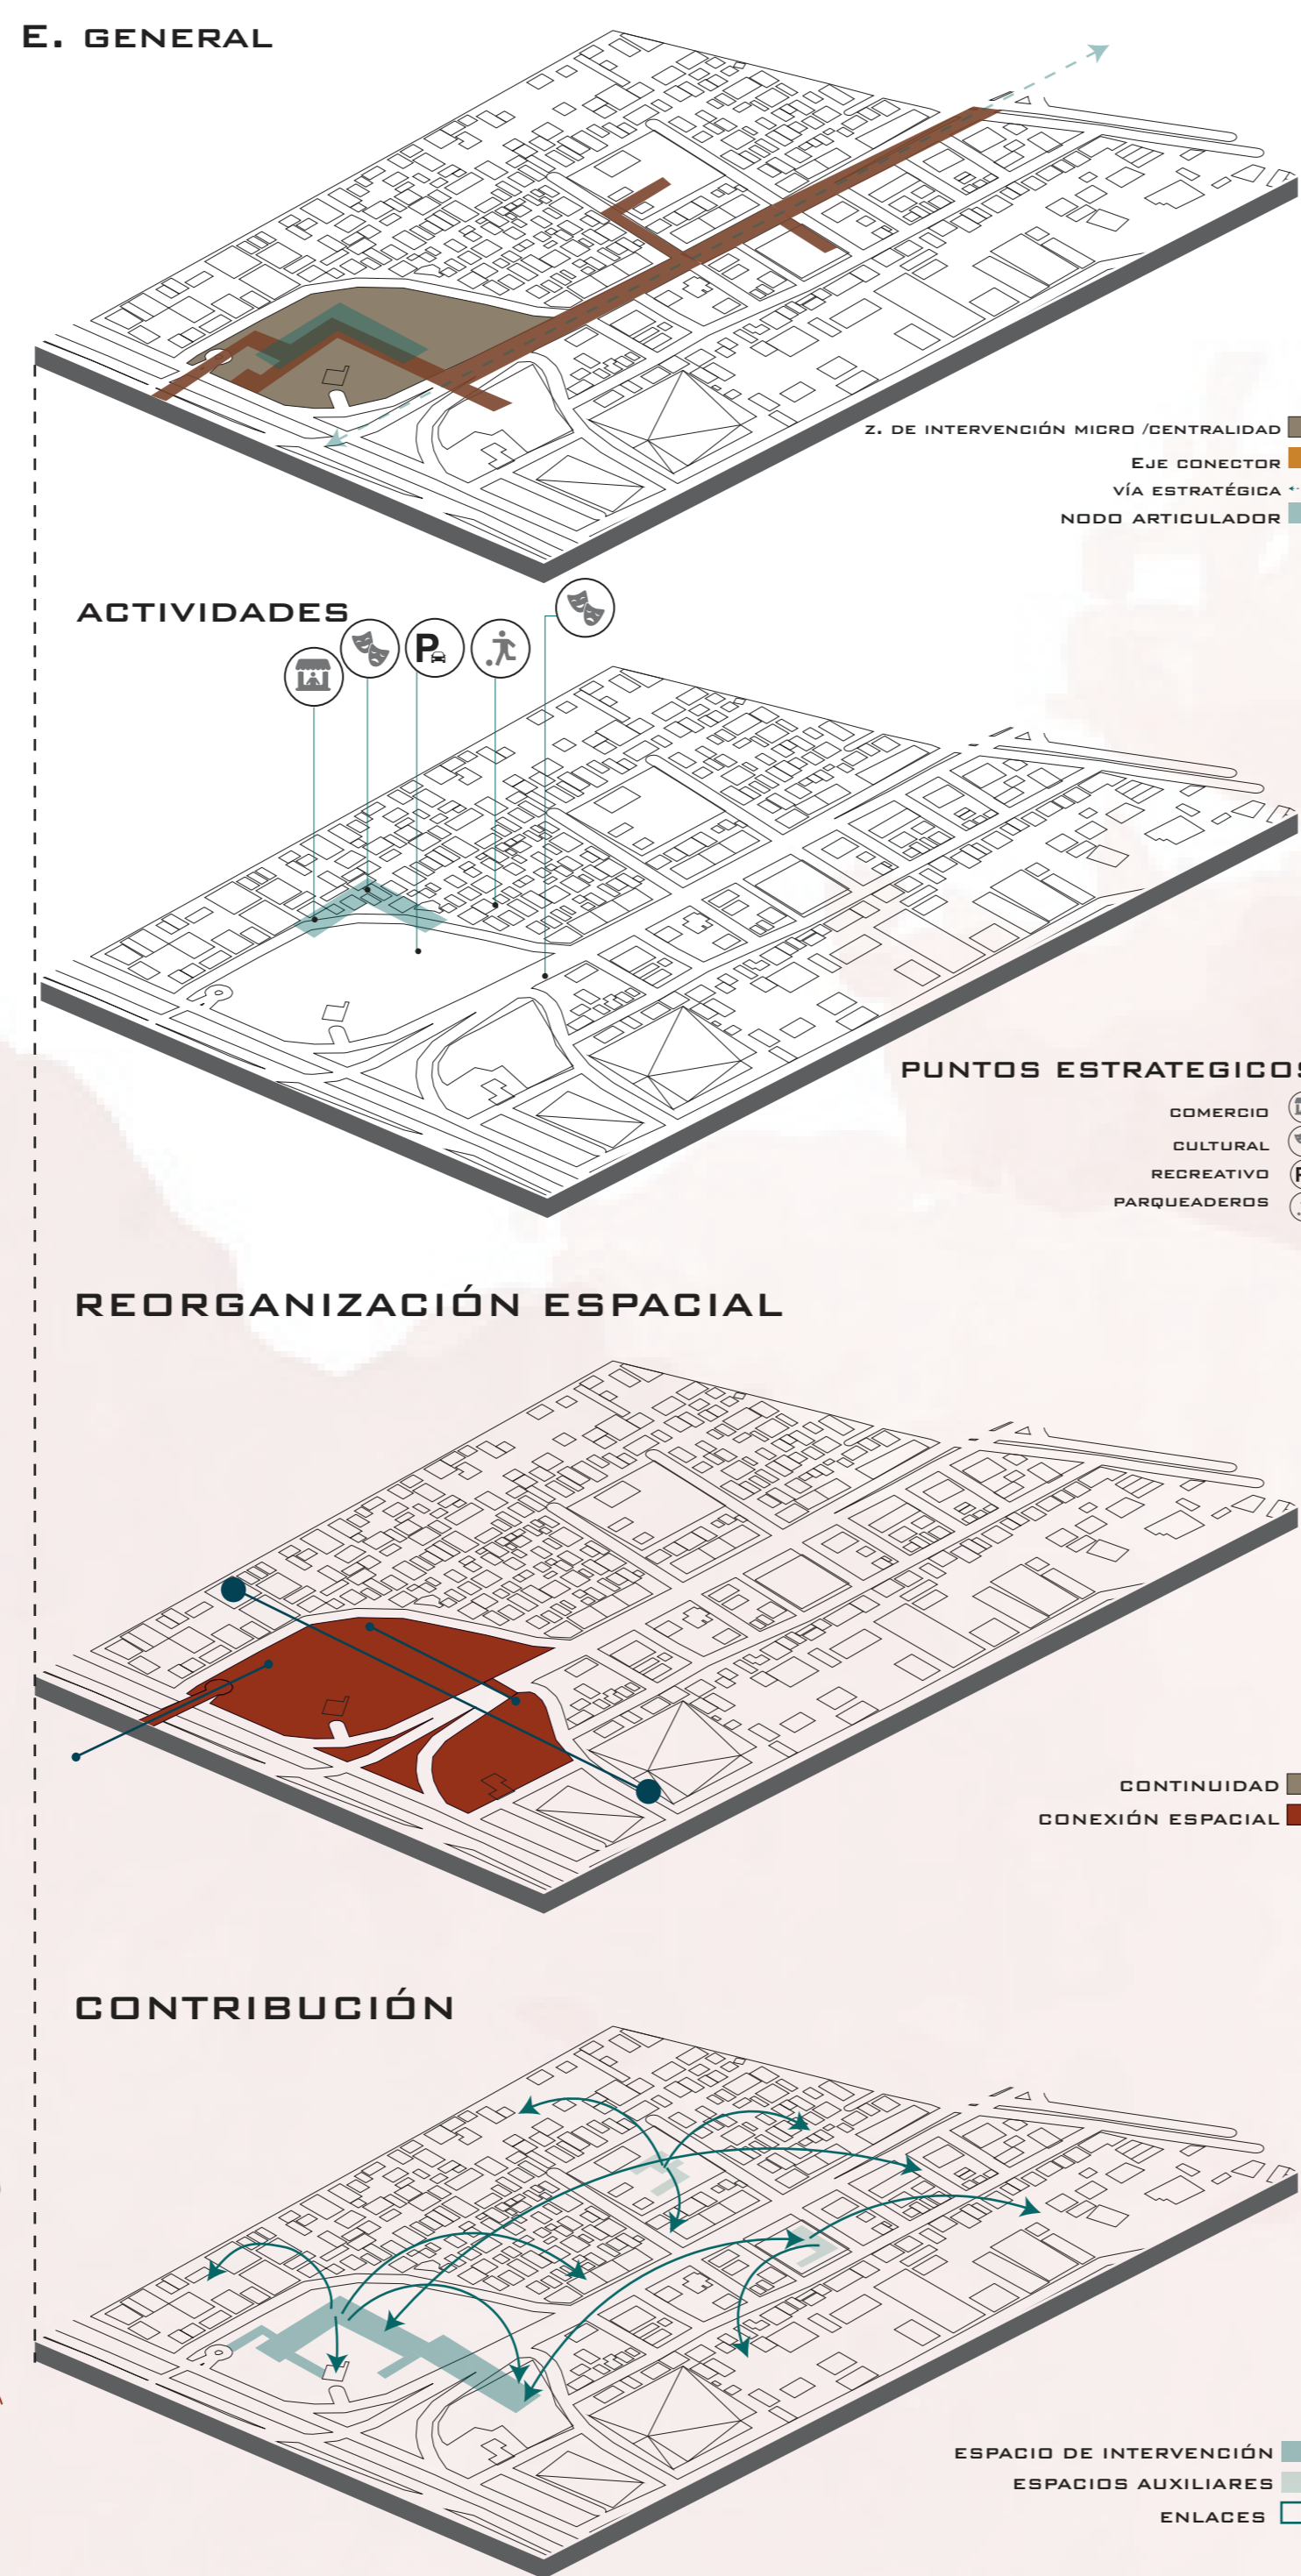 E. GENERAL
Z. DE INTERVENCIÓN MICRO /CENTRALIDAD
EJE CONECTOR
VÍA ESTRATÉGICA
NODO ARTICULADOR
ACTIVIDADES
P
PUNTOS ESTRATEGICOS
COMERCIO
CULTURAL
RECREATIVO
P
PARQUEADEROS
REORGANIZACIÓN ESPACIAL
CONTINUIDAD
CONEXIÓN ESPACIAL
CONTRIBUCIÓN
ESPACIO DE INTERVENCIÓN
ESPACIOS AUXILIARES
ENLACES